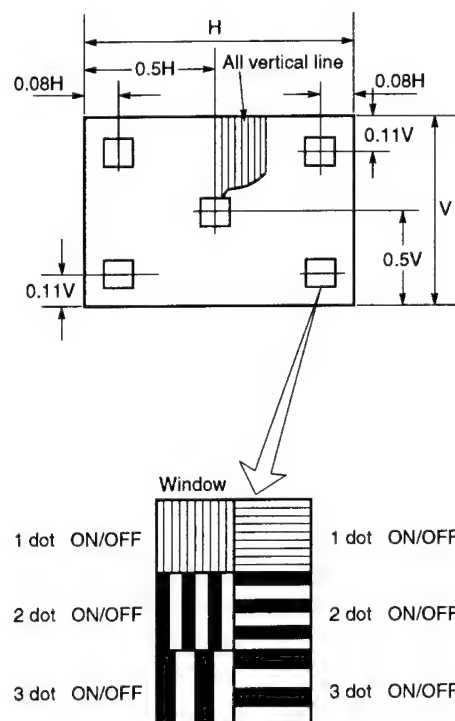 H
0.5H
All vertical line
0.08H
0.08H
0.11V
V
0.5V
0.11V
Window
1 dot ON/OFF
1 dot ON/OFF
2 dot ON/OFF
2 dot ON/OFF
3 dot ON/OFF
3 dot ON/OFF